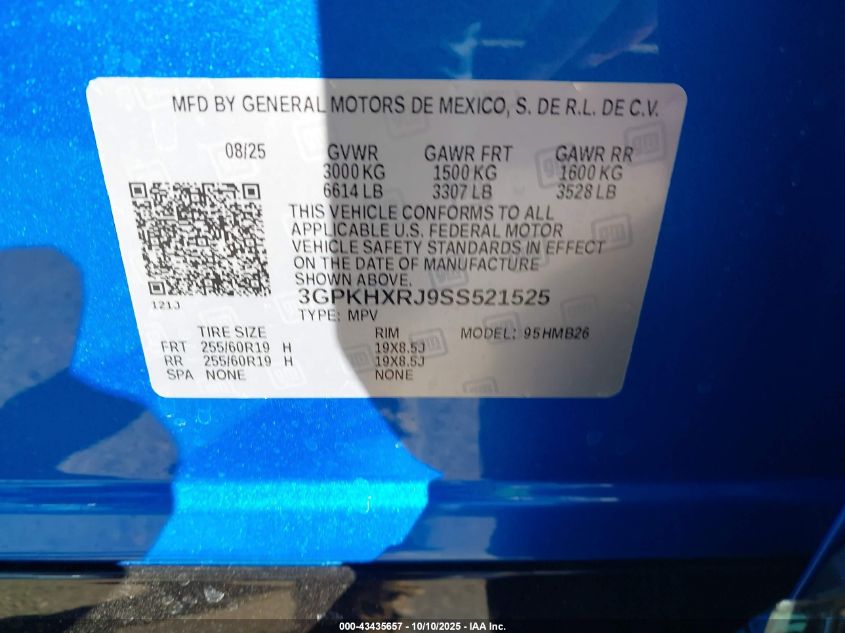 MFD BY GENERAL MOTORS DE MEXICO, S. DE R.L. DE C.V.
08/25 GVWR GAWR FRT GAWR RR
3000 KG 1500 KG 1600 KG
6614 LB 3307 LB 3528 LB
THIS VEHICLE CONFORMS TO ALL
APPLICABLE U.S. FEDERAL MOTOR
VEHICLE SAFETY STANDARDS IN EFFECT
ON THE DATE OF MANUFACTURE
SHOWN ABOVE.
121J
3GPKHXRJ9SS521525
TYPE: MPV
TIRE SIZE RIM MODEL: 95HMB26
FRT 255/60R19 H 19X8.5J
RR 255/60R19 H 19X8.5J
SPA NONE NONE
000-43435657 - 10/10/2025 - IAA Inc.